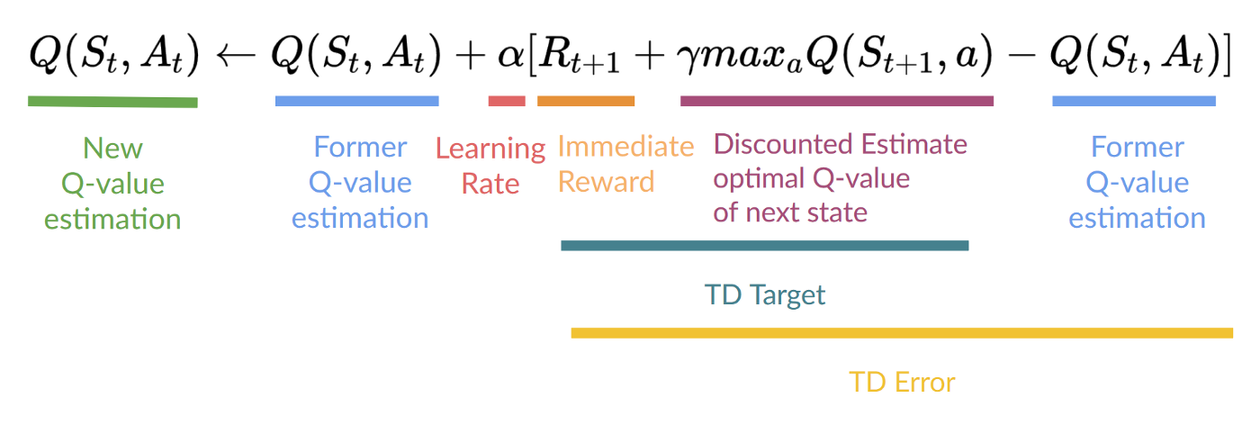 Q(S_t, A_t) ← Q(S_t, A_t) + α[R_{t+1} + γmax_aQ(S_{t+1}, a) − Q(S_t, A_t)]
New
Q-value
estimation
Former
Q-value
estimation
Learning
Rate
Immediate
Reward
Discounted Estimate
optimal Q-value
of next state
Former
Q-value
estimation
TD Target
TD Error